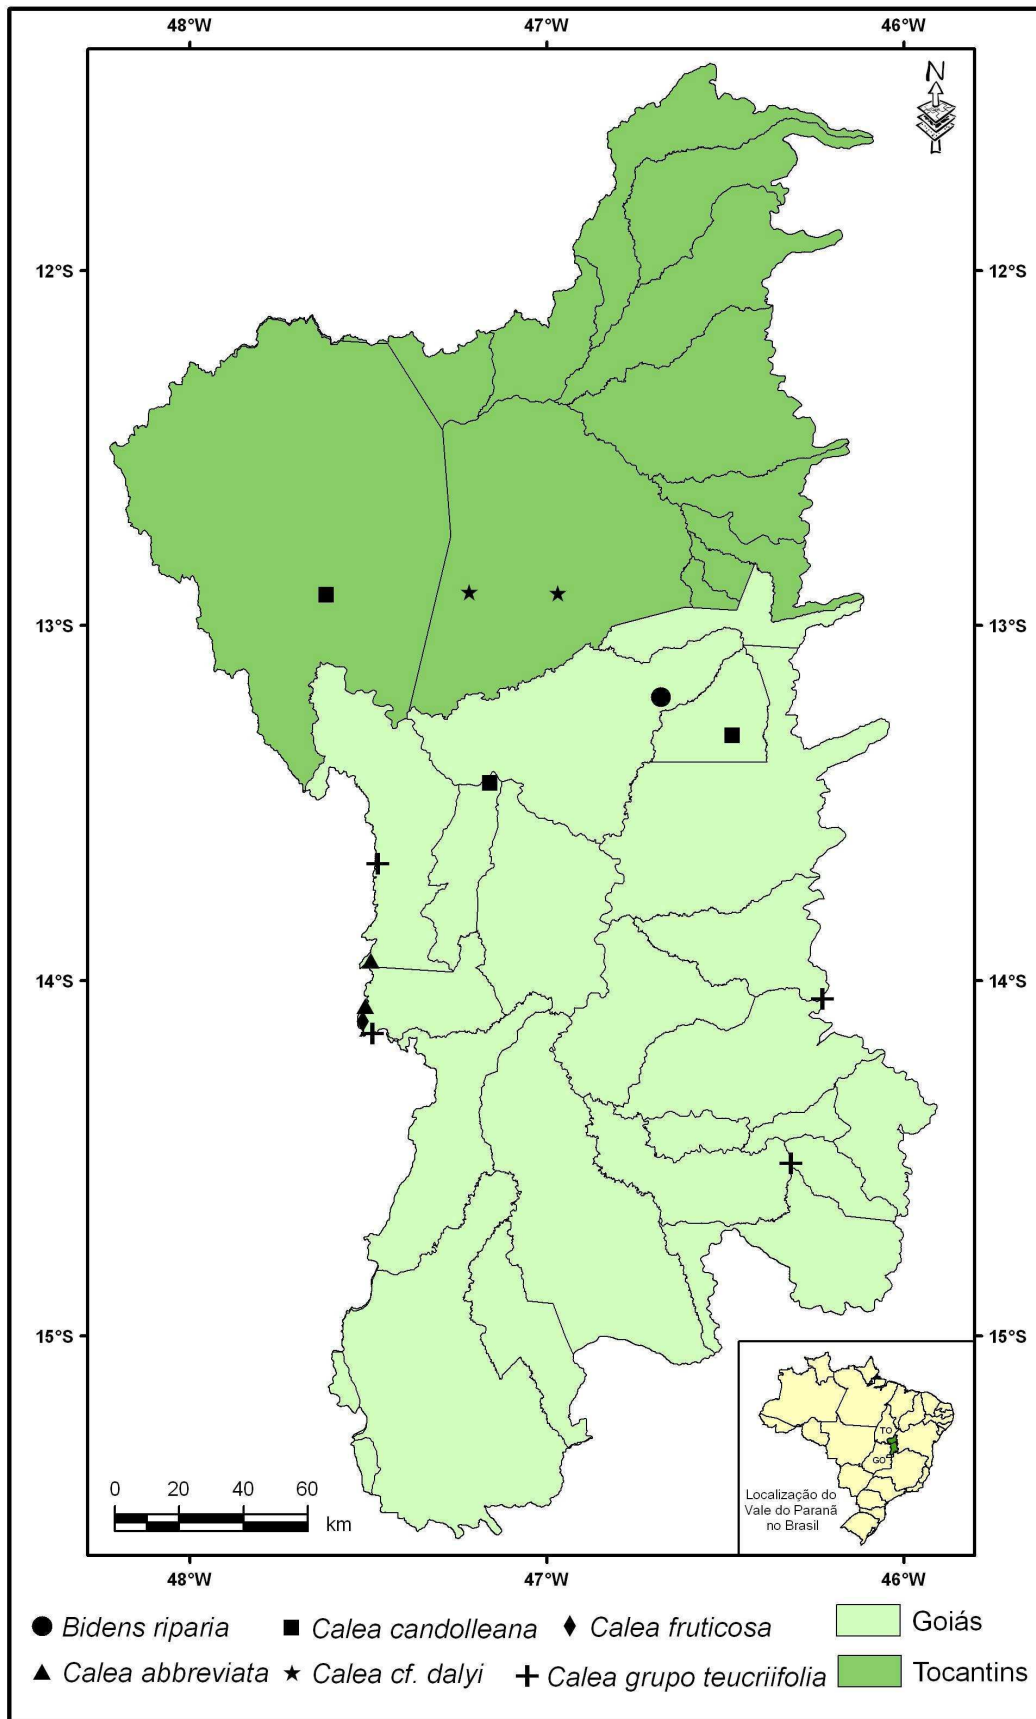 48°W 47°W 46°W
N
12°S 12°S
13°S 13°S
14°S 14°S
15°S 15°S
TO
GO
Localização do
Vale do Paranã
no Brasil
0 20 40 60
km
48°W 47°W 46°W
Bidens riparia Calea candolleana Calea fruticosa Goiás
Calea abbreviata Calea cf. dalyi Calea grupo teucriifolia Tocantins